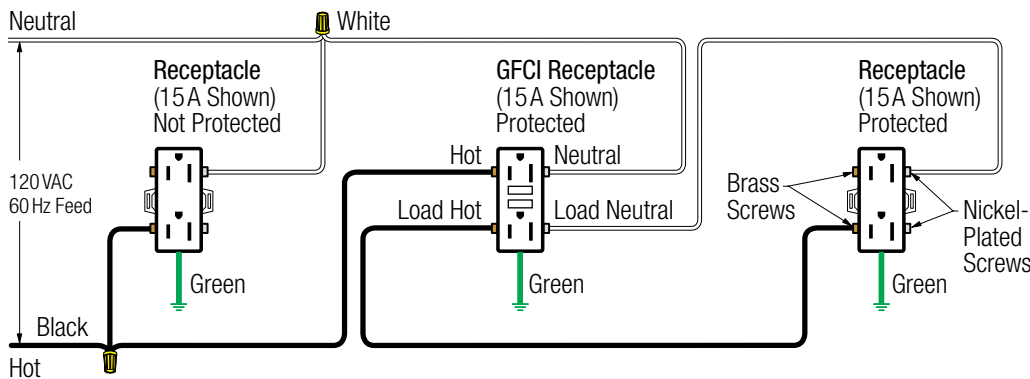 Neutral
White
Receptacle
(15 A Shown)
Not Protected
GFCI Receptacle
(15 A Shown)
Protected
Receptacle
(15 A Shown)
Protected
120 VAC
60 Hz Feed
Hot
Neutral
Load Hot
Load Neutral
Brass
Screws
Nickel-
Plated
Screws
Green
Green
Green
Black
Hot